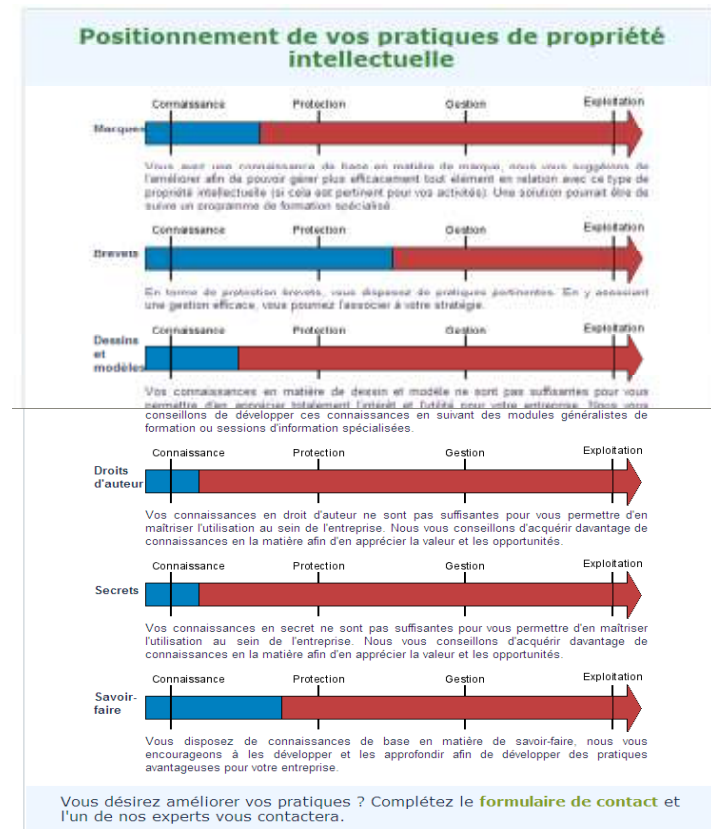 Positionnement de vos pratiques de propriété
intellectuelle
Connaissance Protection Gestion Exploitation
Marques
Vous avez une connaissance de base en matière de marque, nous vous suggérons de
l'améliorer afin de pouvoir gérer plus efficacement tout élément en relation avec ce type de
propriété intellectuelle (si cela est pertinent pour vos activités). Une solution pourrait être de
suivre un programme de formation spécialisé.
Connaissance Protection Gestion Exploitation
Brevets
En terme de protection brevets, vous disposez de pratiques pertinentes. En y associant
une gestion efficace, vous pourrez l'associer à votre stratégie.
Connaissance Protection Gestion Exploitation
Dessins
et
modèles
Vos connaissances en matière de dessin et modèle ne sont pas suffisantes pour vous
permettre d'en apprécier totalement l'intérêt et l'utilité pour votre entreprise. Nous vous
conseillons de développer ces connaissances en suivant des modules généralistes de
formation ou sessions d'information spécialisées.
Connaissance Protection Gestion Exploitation
Droits
d'auteur
Vos connaissances en droit d'auteur ne sont pas suffisantes pour vous permettre d'en
maîtriser l'utilisation au sein de l'entreprise. Nous vous conseillons d'acquérir davantage de
connaissances en la matière afin d'en apprécier la valeur et les opportunités.
Connaissance Protection Gestion Exploitation
Secrets
Vos connaissances en secret ne sont pas suffisantes pour vous permettre d'en maîtriser
l'utilisation au sein de l'entreprise. Nous vous conseillons d'acquérir davantage de
connaissances en la matière afin d'en apprécier la valeur et les opportunités.
Connaissance Protection Gestion Exploitation
Savoir-
faire
Vous disposez de connaissances de base en matière de savoir-faire, nous vous
encourageons à les développer et les approfondir afin de développer des pratiques
avantageuses pour votre entreprise.
Vous désirez améliorer vos pratiques ? Complétez le formulaire de contact et
l'un de nos experts vous contactera.